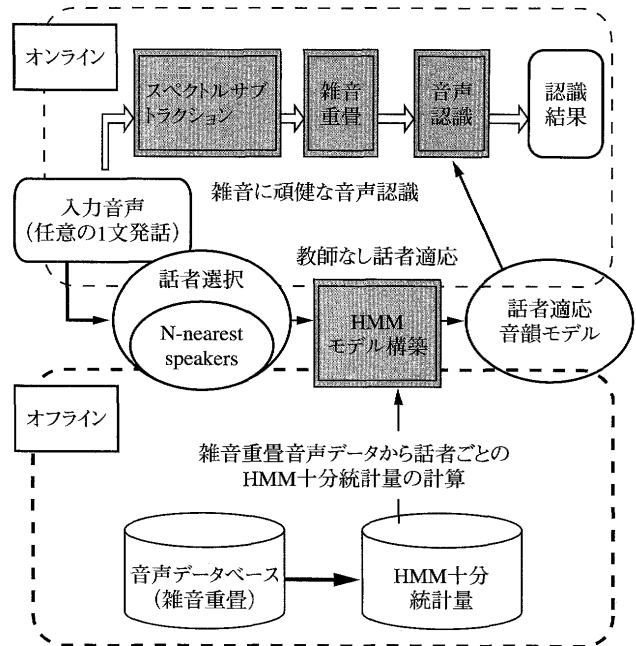 オンライン
スペクトルサブ
トラクション
雑音
重畳
音声
認識
認識
結果
雑音に頑健な音声認識
入力音声
(任意の1文発話)
教師なし話者適応
話者選択
N-nearest
speakers
HMM
モデル構築
話者適応
音韻モデル
オフライン
雑音重畳音声データから話者ごとの
HMM十分統計量の計算
音声データベース
(雑音重畳)
HMM十分
統計量